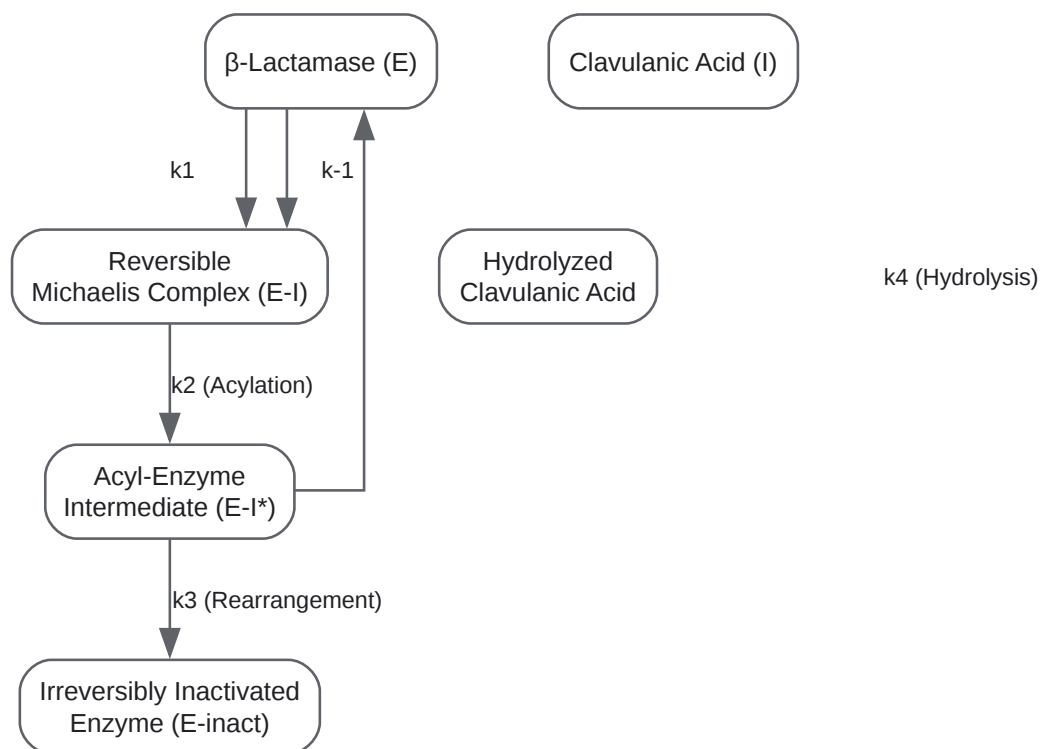 β-Lactamase (E)
Clavulanic Acid (I)
k1
k-1
Reversible
Michaelis Complex (E-I)
Hydrolyzed
Clavulanic Acid
k4 (Hydrolysis)
k2 (Acylation)
Acyl-Enzyme
Intermediate (E-I*)
k3 (Rearrangement)
Irreversibly Inactivated
Enzyme (E-inact)